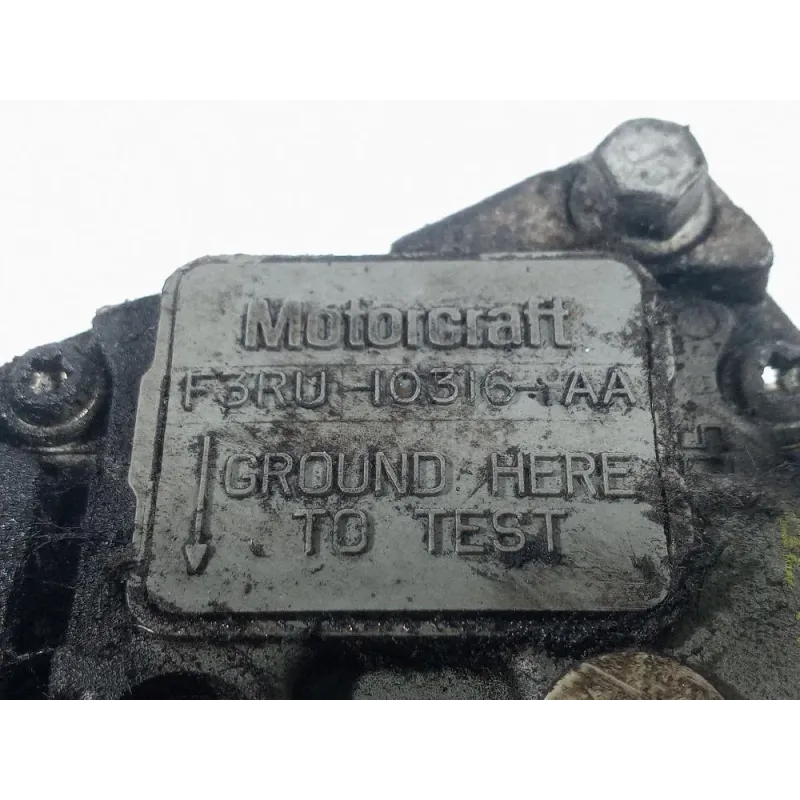 Motorcraft
F3RU-10316-AA
GROUND HERE
TO TEST